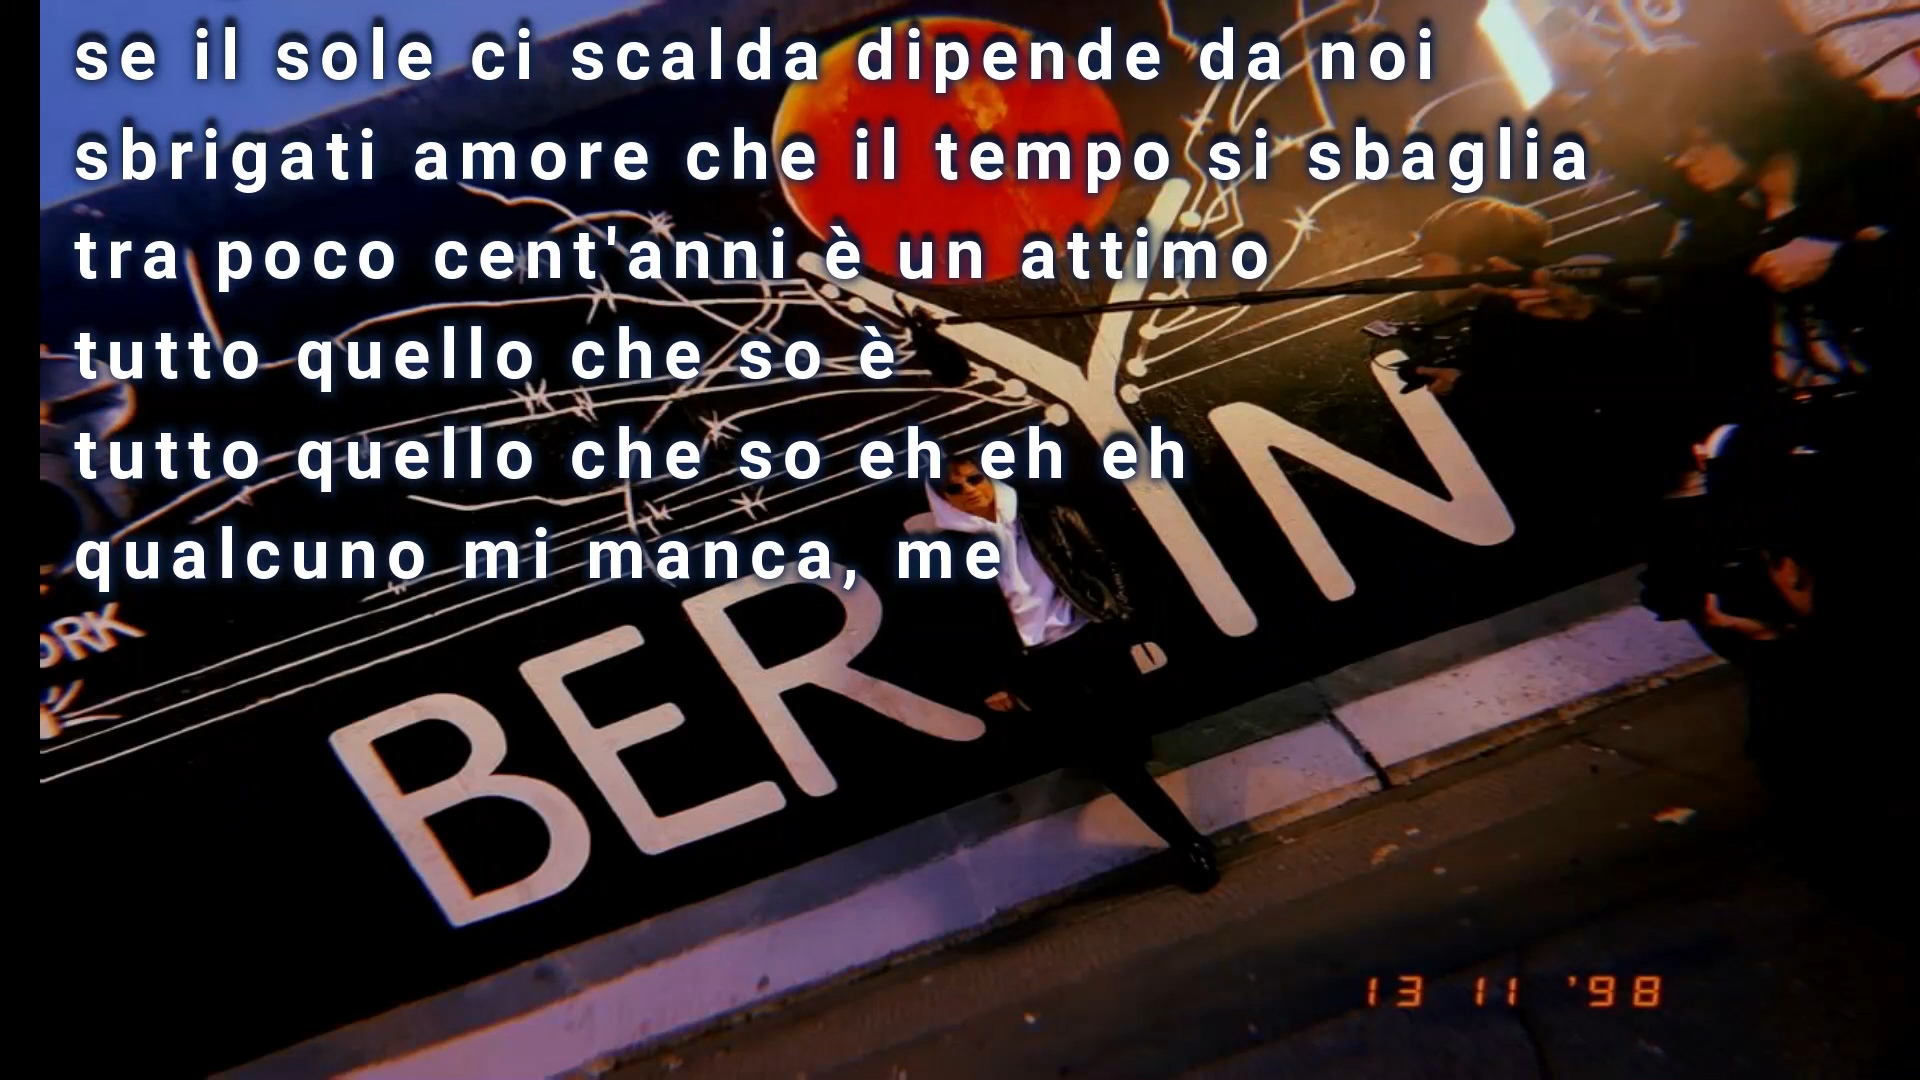 se il sole ci scalda dipende da noi
sbrigati amore che il tempo si sbaglia
tra poco cent'anni è un attimo
tutto quello che so è
tutto quello che so eh eh eh
qualcuno mi manca, me
ORK
BER YN
13 11 '98